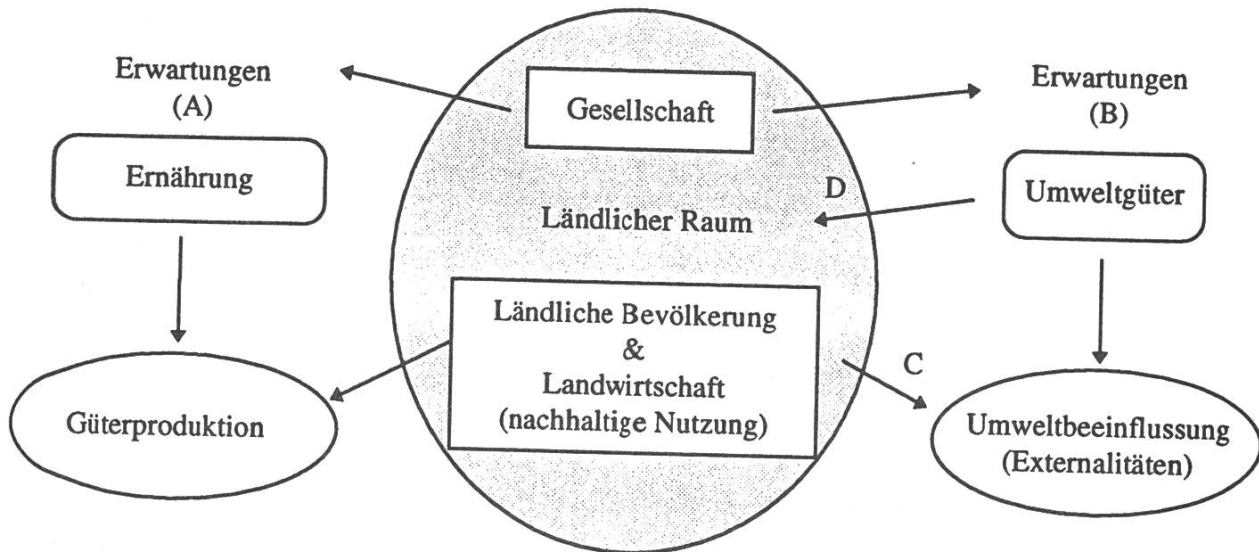 Erwartungen
(A)
Ernährung
Güterproduktion
Gesellschaft
Ländlicher Raum
Ländliche Bevölkerung
&
Landwirtschaft
(nachhaltige Nutzung)
D
C
Erwartungen
(B)
Umweltgüter
Umweltbeeinflussung
(Externalitäten)